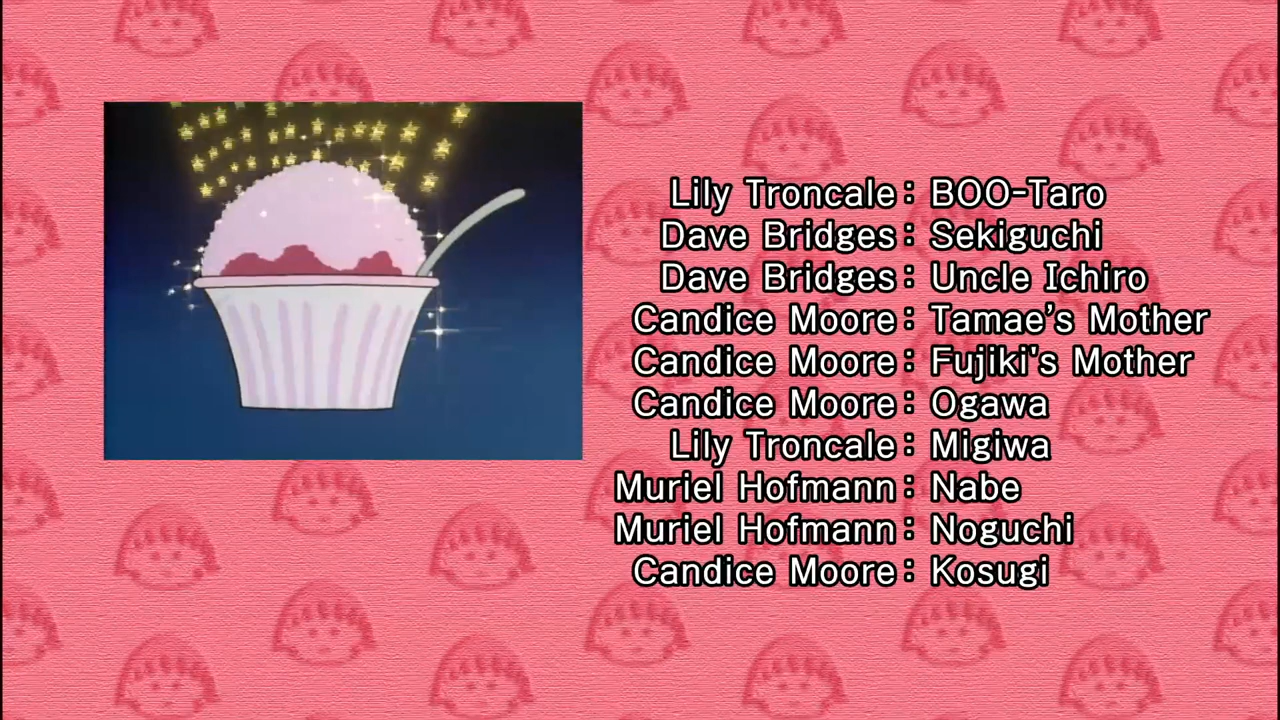 Lily Troncale: BOO-Taro
Dave Bridges: Sekiguchi
Dave Bridges: Uncle Ichiro
Candice Moore: Tamae’s Mother
Candice Moore: Fujiki's Mother
Candice Moore: Ogawa
Lily Troncale: Migiwa
Muriel Hofmann: Nabe
Muriel Hofmann: Noguchi
Candice Moore: Kosugi